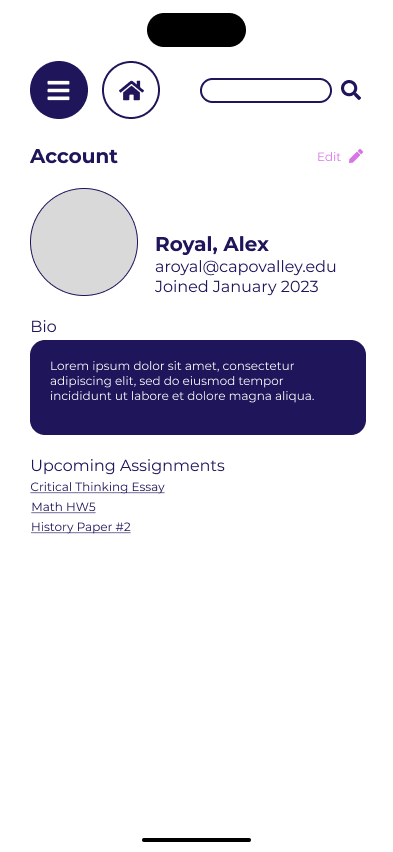 Account
Edit
Royal, Alex
aroyal@capovalley.edu
Joined January 2023
Bio
Lorem ipsum dolor sit amet, consectetur
adipiscing elit, sed do eiusmod tempor
incididunt ut labore et dolore magna aliqua.
Upcoming Assignments
Critical Thinking Essay
Math HW5
History Paper #2